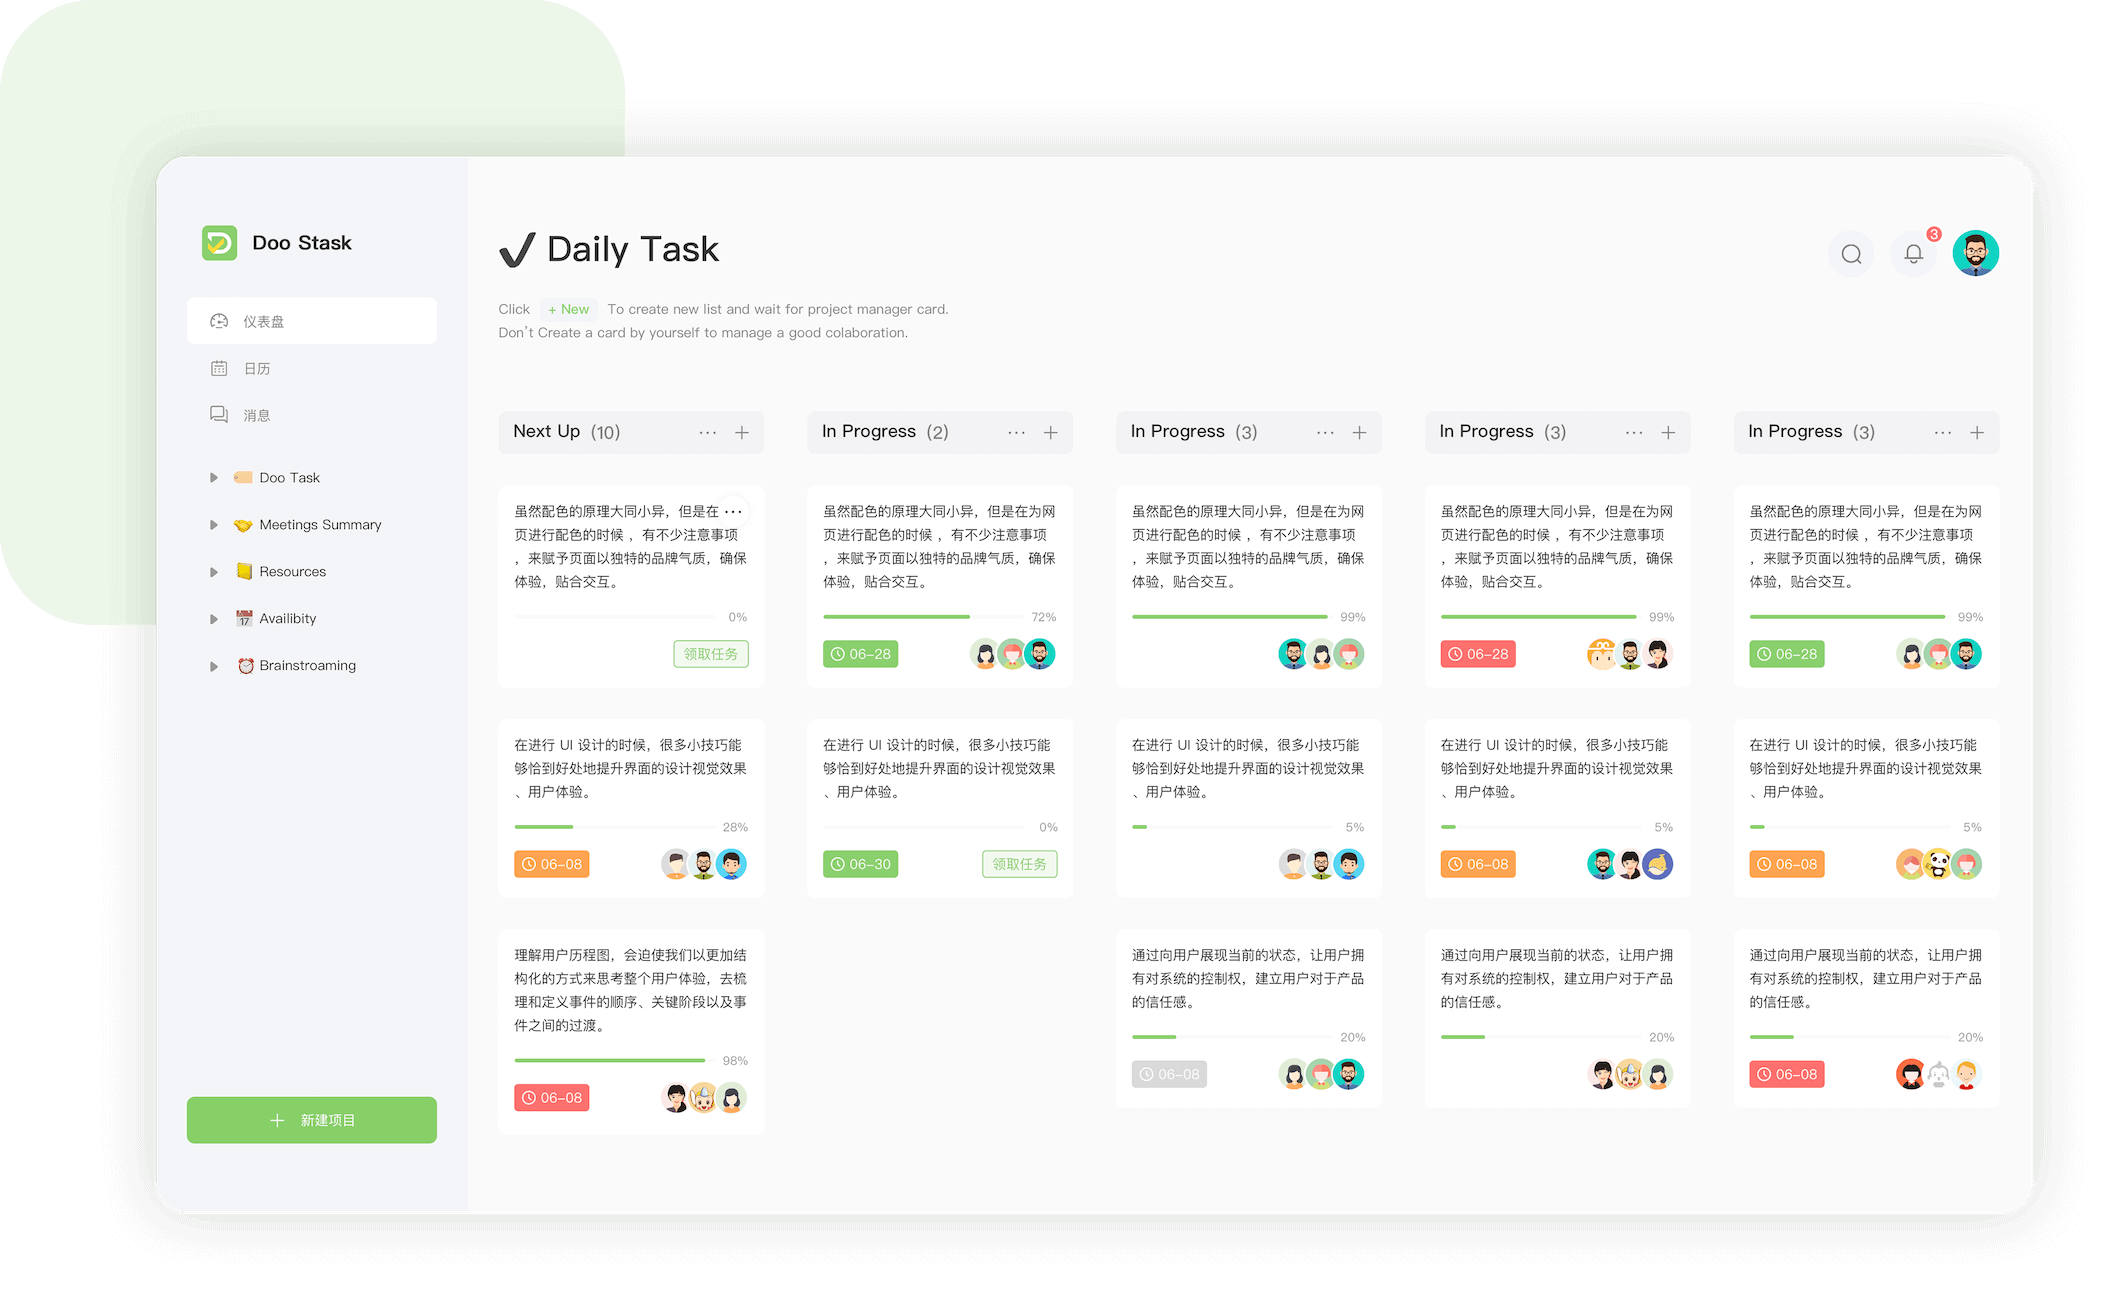 Doo Stask
仪表盘
日历
消息
Doo Task
Meetings Summary
Resources
17
Availibity
Brainstroaming
新建项目
Daily Task
3
Click + New To create new list and wait for project manager card.
Don't Create a card by yourself to manage a good colaboration.
Next Up (10)
虽然配色的原理大同小异，但是在
页进行配色的时候 ，有不少注意事项
，来赋予页面以独特的品牌气质，确保
体验，贴合交互。
0%
领取任务
在进行 UI 设计的时候，很多小技巧能
够恰到好处地提升界面的设计视觉效果
、用户体验。
28%
06-08
理解用户历程图，会迫使我们以更加结
构化的方式来思考整个用户体验，去梳
理和定义事件的顺序、关键阶段以及事
件之间的过渡。
98%
06-08
In Progress (2)
虽然配色的原理大同小异，但是在为网
页进行配色的时候 ，有不少注意事项
，来赋予页面以独特的品牌气质，确保
体验，贴合交互。
72%
06-28
在进行 UI 设计的时候，很多小技巧能
够恰到好处地提升界面的设计视觉效果
、用户体验。
0%
06-30 领取任务
In Progress (3)
虽然配色的原理大同小异，但是在为网
页进行配色的时候 ，有不少注意事项
，来赋予页面以独特的品牌气质，确保
体验，贴合交互。
99%
在进行 UI 设计的时候，很多小技巧能
够恰到好处地提升界面的设计视觉效果
、用户体验。
5%
通过向用户展现当前的状态，让用户拥
有对系统的控制权，建立用户对于产品
的信任感。
20%
06-08
In Progress (3)
虽然配色的原理大同小异，但是在为网
页进行配色的时候 ，有不少注意事项
，来赋予页面以独特的品牌气质，确保
体验，贴合交互。
99%
06-28
在进行 UI 设计的时候，很多小技巧能
够恰到好处地提升界面的设计视觉效果
、用户体验。
5%
06-08
通过向用户展现当前的状态，让用户拥
有对系统的控制权，建立用户对于产品
的信任感。
20%
In Progress (3)
虽然配色的原理大同小异，但是在为网
页进行配色的时候 ，有不少注意事项
，来赋予页面以独特的品牌气质，确保
体验，贴合交互。
99%
06-28
在进行 UI 设计的时候，很多小技巧能
够恰到好处地提升界面的设计视觉效果
、用户体验。
5%
06-08
通过向用户展现当前的状态，让用户拥
有对系统的控制权，建立用户对于产品
的信任感。
20%
06-08